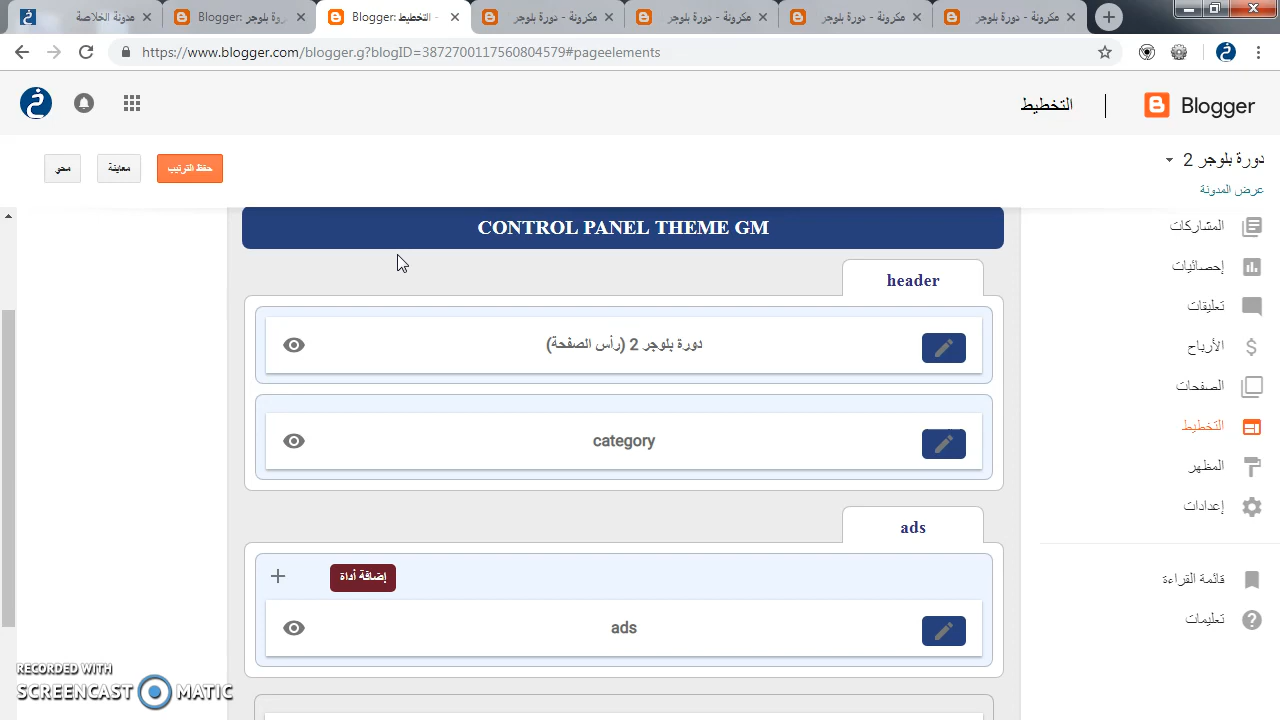 مدونة الخلاصة
Blogger: دورة بلوجر
Blogger: التخطيط -
مكرونة - دورة بلوجر
مكرونة - دورة بلوجر
مكرونة - دورة بلوجر
مكرونة - دورة بلوجر
https://www.blogger.com/blogger.g?blogID=3872700117560804579#pageelements
Blogger
التخطيط
دورة بلوجر 2
عرض المدونة
حفظ الترتيب
معاينة
محو
المشاركات
إحصائيات
تعليقات
الأرباح
الصفحات
التخطيط
المظهر
إعدادات
قائمة القراءة
تعليمات
CONTROL PANEL THEME GM
header
دورة بلوجر 2 (رأس الصفحة)
category
ads
إضافة أداة
ads
RECORDED WITH
SCREENCAST MATIC